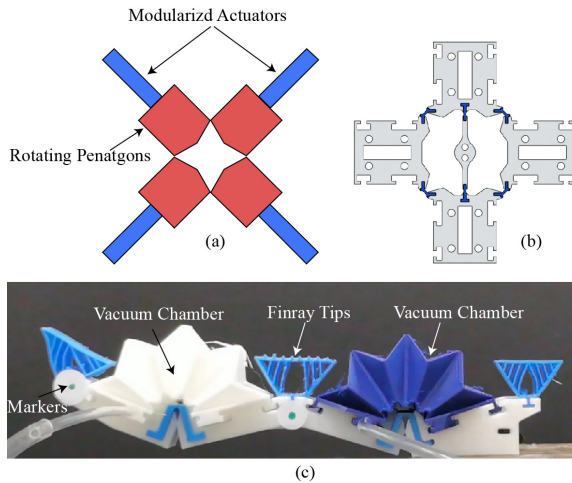 Modularizd Actuators
Rotating Penatgons
(a)
(b)
Vacuum Chamber
Finray Tips
Vacuum Chamber
Markers
(c)